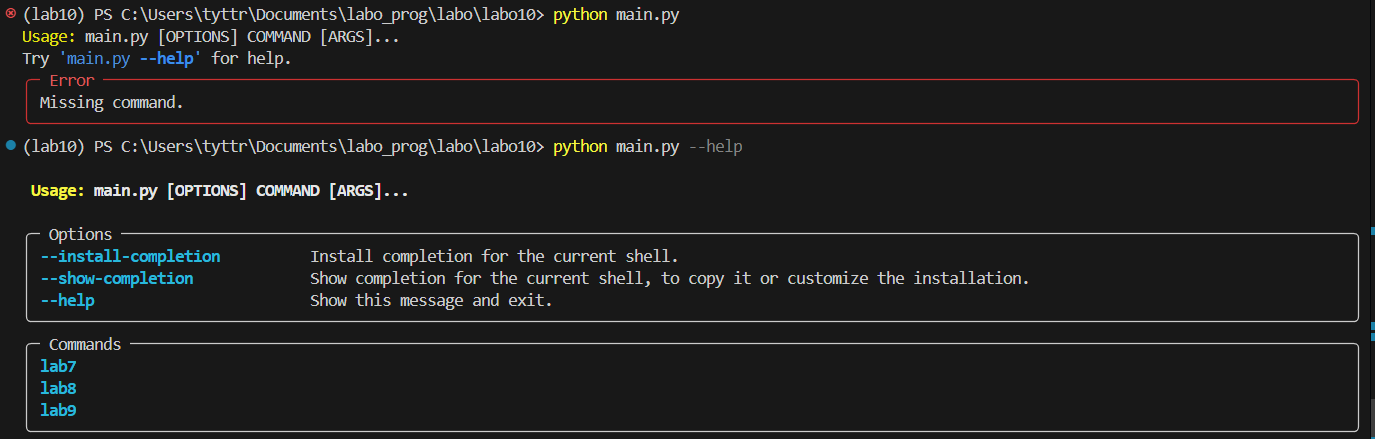 (lab10) PS C:\Users\tyttr\Documents\labo_prog\labo\labo10> python main.py
Usage: main.py [OPTIONS] COMMAND [ARGS]...
Try 'main.py --help' for help.
Error
Missing command.
(lab10) PS C:\Users\tyttr\Documents\labo_prog\labo\labo10> python main.py --help
Usage: main.py [OPTIONS] COMMAND [ARGS]...
Options
--install-completion Install completion for the current shell.
--show-completion Show completion for the current shell, to copy it or customize the installation.
--help Show this message and exit.
Commands
lab7
lab8
lab9